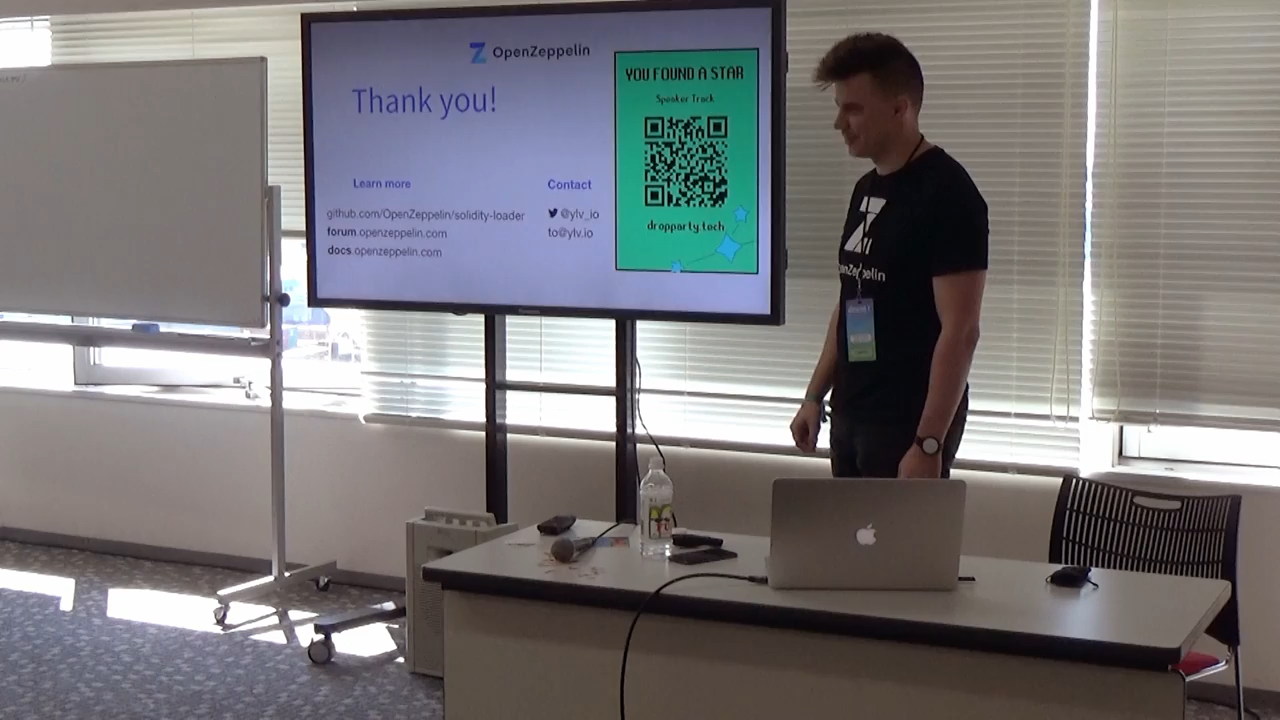 OpenZeppelin
Thank you!
Learn more
github.com/OpenZeppelin/solidity-loader
forum.openzeppelin.com
docs.openzeppelin.com
Contact
@ylv_io
to@ylv.io
YOU FOUND A STAR
Speaker Track
dropparty.tech